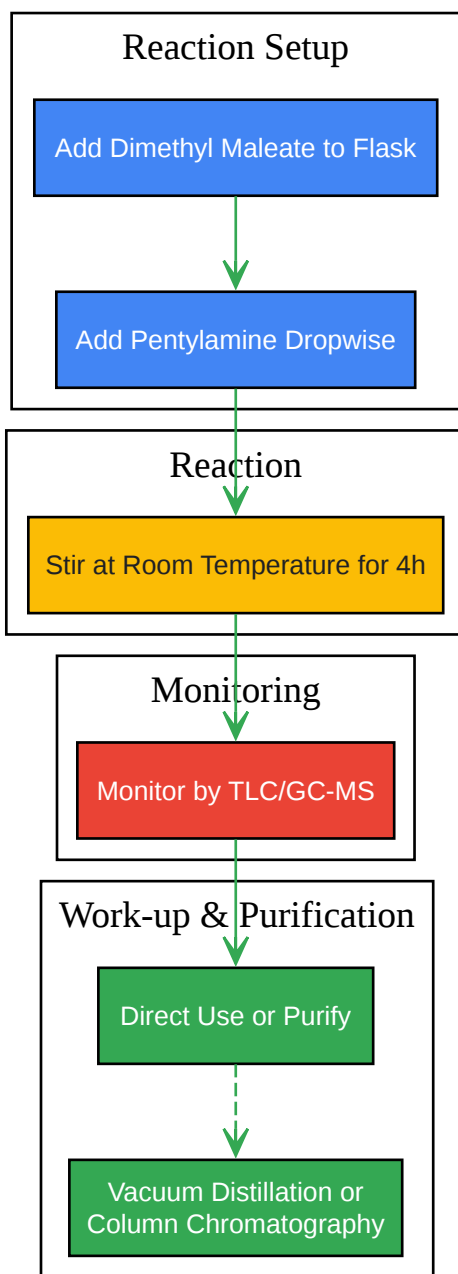 Reaction Setup
Add Dimethyl Maleate to Flask
Add Pentylamine Dropwise
Reaction
Stir at Room Temperature for 4h
Monitoring
Monitor by TLC/GC-MS
Work-up & Purification
Direct Use or Purify
Vacuum Distillation or
Column Chromatography